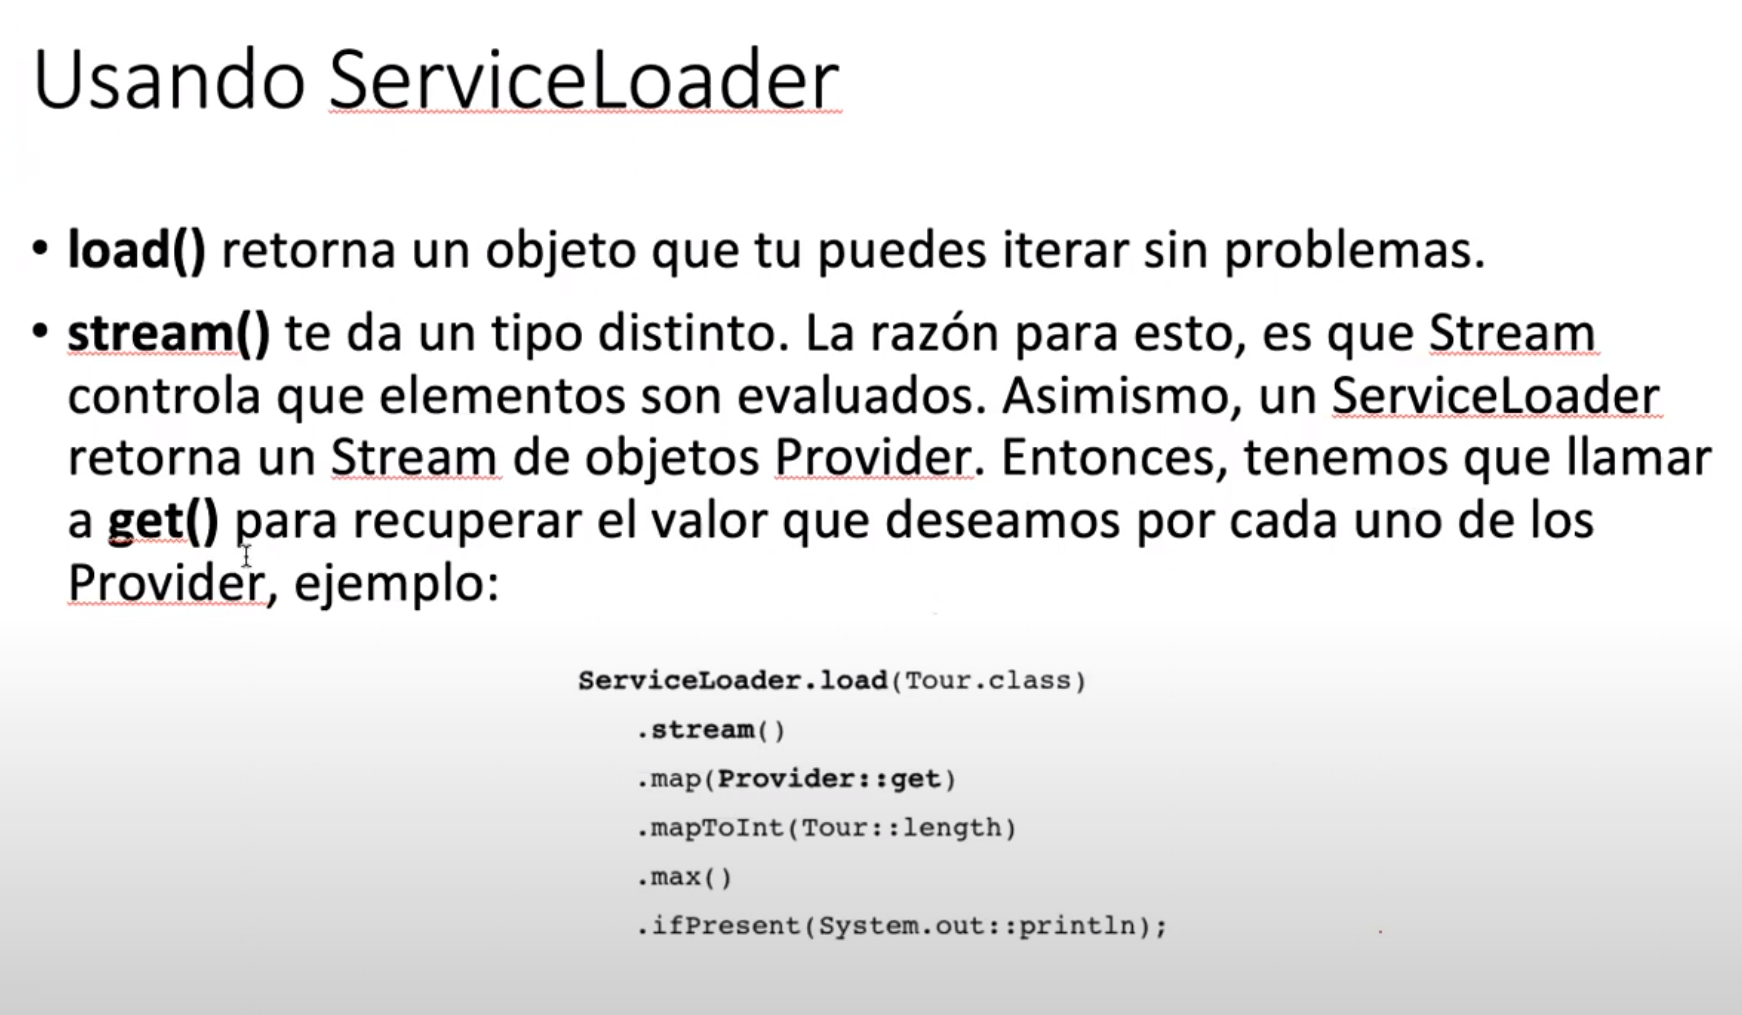 Usando ServiceLoader
• load() retorna un objeto que tu puedes iterar sin problemas.
• stream() te da un tipo distinto. La razón para esto, es que Stream
controla que elementos son evaluados. Asimismo, un ServiceLoader
retorna un Stream de objetos Provider. Entonces, tenemos que llamar
a get() para recuperar el valor que deseamos por cada uno de los
Provider, ejemplo:
ServiceLoader.load(Tour.class)
.stream()
.map(Provider::get)
.mapToInt(Tour::length)
.max()
.ifPresent(System.out::println);